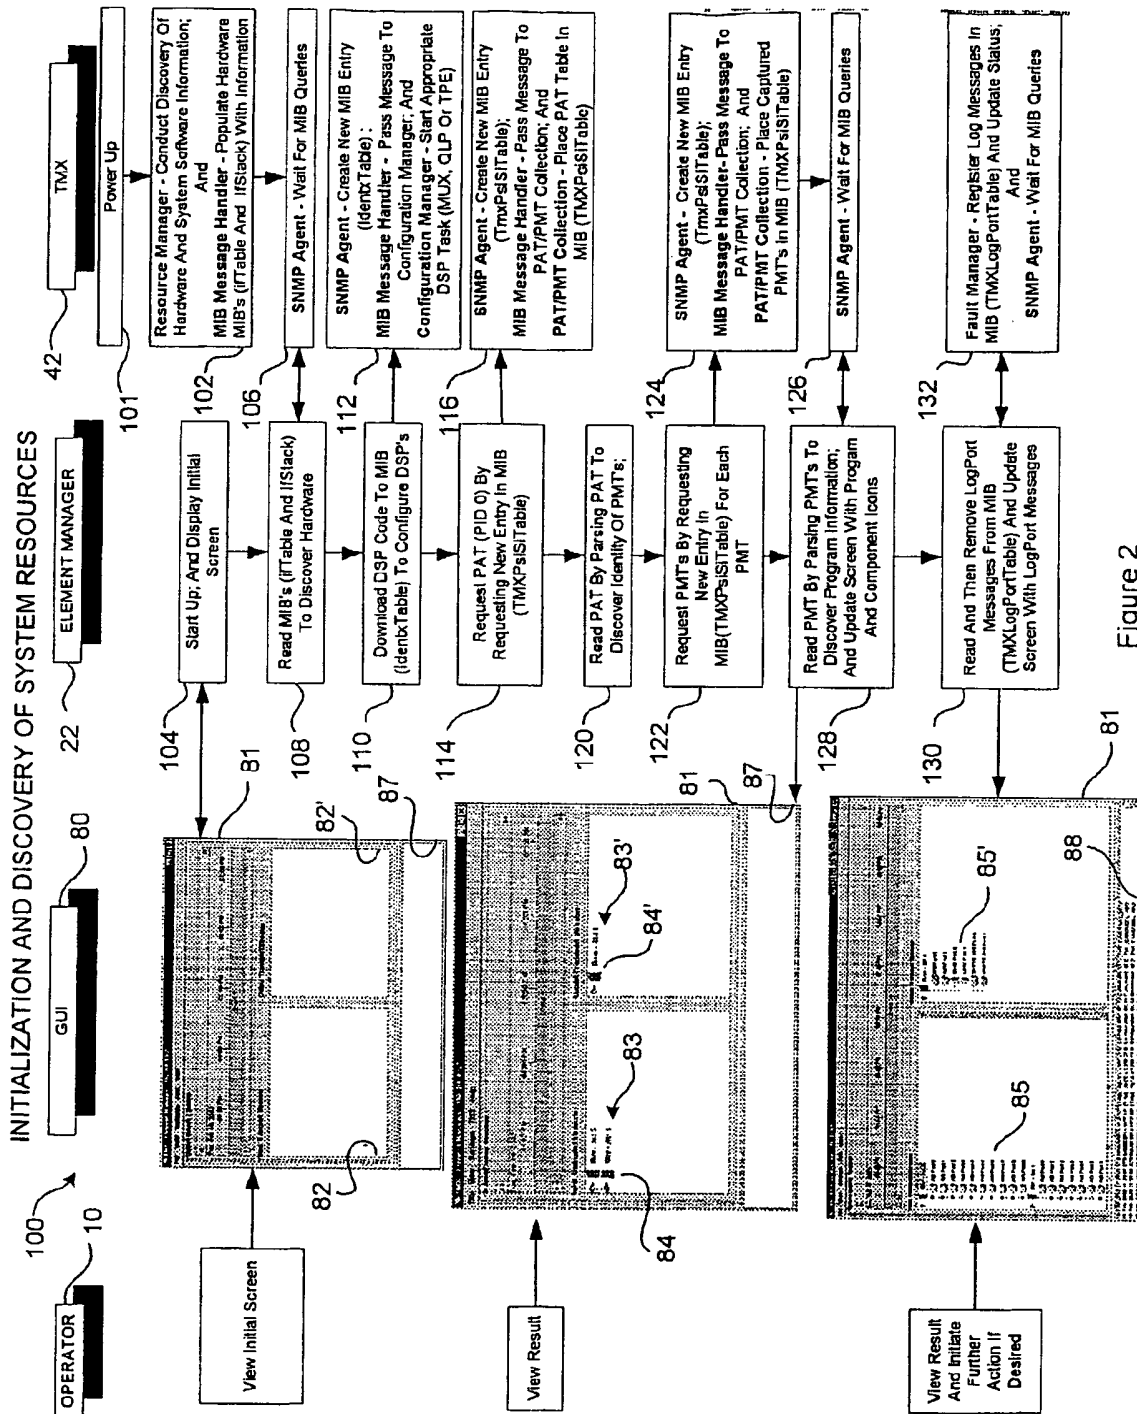 INITIALIZATION AND DISCOVERY OF SYSTEM RESOURCES
100
OPERATOR
10
GUI
80
ELEMENT MANAGER
22
TMX
42
Power Up
101
Resource Manager - Conduct Discovery Of
Hardware And System Software Information;
And
MIB Message Handler - Populate Hardware
MIB's (ifTable And IfStack) With Information
102
View Initial Screen
82
82'
81
87
Start Up; And Display Initial
Screen
104
SNMP Agent - Wait For MIB Queries
106
Read MIB's (ifTable And IfStack)
To Discover Hardware
108
Download DSP Code To MIB
(IdentxTable) To Configure DSP's
110
SNMP Agent - Create New MIB Entry
(IdentxTable) ;
MIB Message Handler - Pass Message To
Configuration Manager; And
Configuration Manager - Start Appropriate
DSP Task (MUX, QLP Or TPE)
112
Request PAT (PID 0) By
Requesting New Entry In MIB
(TMXPsiSiTable)
114
SNMP Agent - Create New MIB Entry
(TmxPsiSiTable);
MIB Message Handler - Pass Message To
PAT/PMT Collection; And
PAT/PMT Collection - Place PAT Table In
MIB (TMXPsiSiTable)
116
View Result
84
83
84'
83'
81
87
Read PAT By Parsing PAT To
Discover Identity Of PMTs;
120
Request PMTs By Requesting
New Entry In
MIB(TMXPsiSiTable) For Each
PMT
122
SNMP Agent - Create New MIB Entry
(TmxPsiSiTable);
MIB Message Handler- Pass Message To
PAT/PMT Collection; And
PAT/PMT Collection - Place Captured
PMTs In MIB (TMXPsiSiTable)
124
Read PMT By Parsing PMTs To
Discover Program Information;
And Update Screen With Progam
And Component Icons
128
SNMP Agent - Wait For MIB Queries
126
View Result
And Initiate
Further
Action If
Desired
85
85'
88
81
Read And Then Remove LogPort
Messages From MIB
(TMXLogPortTable) And Update
Screen With LogPort Messages
130
Fault Manager - Register Log Messages In
MIB (TMXLogPortTable) And Update Status;
And
SNMP Agent - Wait For MIB Queries
132
Figure 2